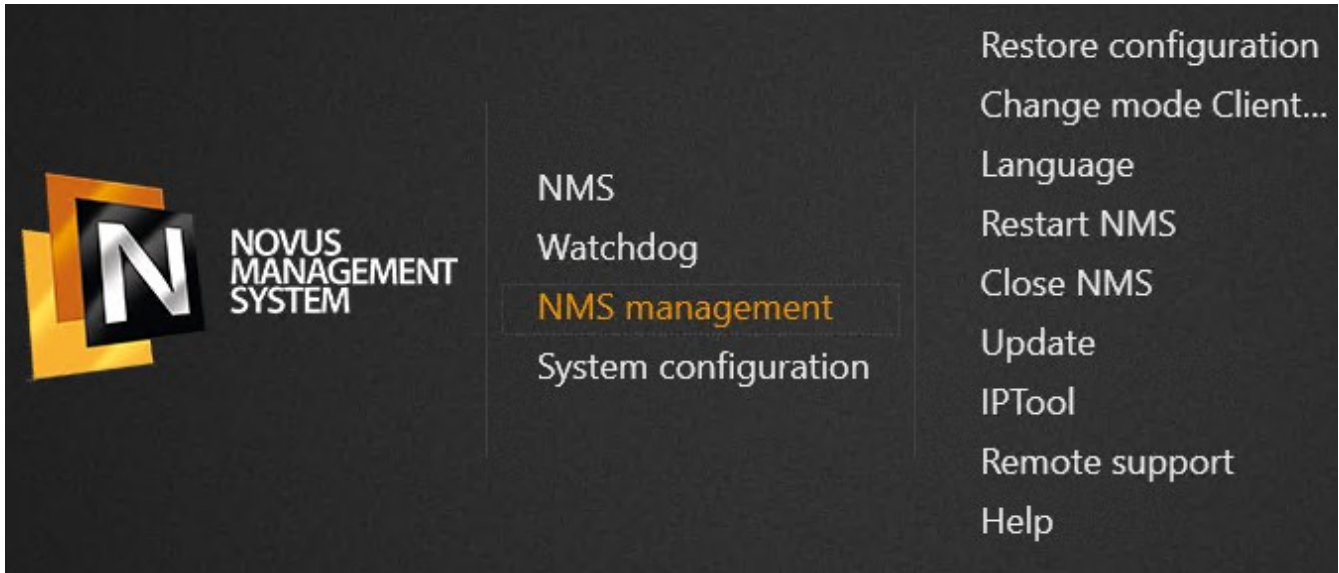 N
NOVUS
MANAGEMENT
SYSTEM
NMS
Watchdog
NMS management
System configuration
Restore configuration
Change mode Client...
Language
Restart NMS
Close NMS
Update
IPTool
Remote support
Help